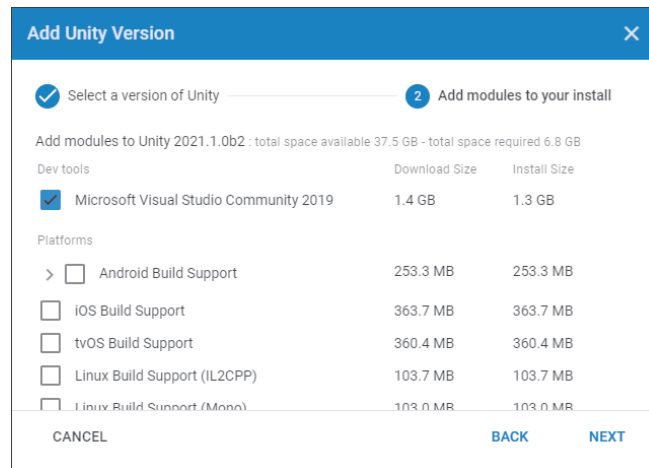 Add Unity Version
Select a version of Unity
2 Add modules to your install
Add modules to Unity 2021.1.0b2 : total space available 37.5 GB - total space required 6.8 GB
Dev tools Download Size Install Size
Microsoft Visual Studio Community 2019 1.4 GB 1.3 GB
Platforms
Android Build Support 253.3 MB 253.3 MB
iOS Build Support 363.7 MB 363.7 MB
tvOS Build Support 360.4 MB 360.4 MB
Linux Build Support (IL2CPP) 103.7 MB 103.7 MB
Linux Build Support (Mono) 103.0 MB 103.0 MB
CANCEL BACK NEXT